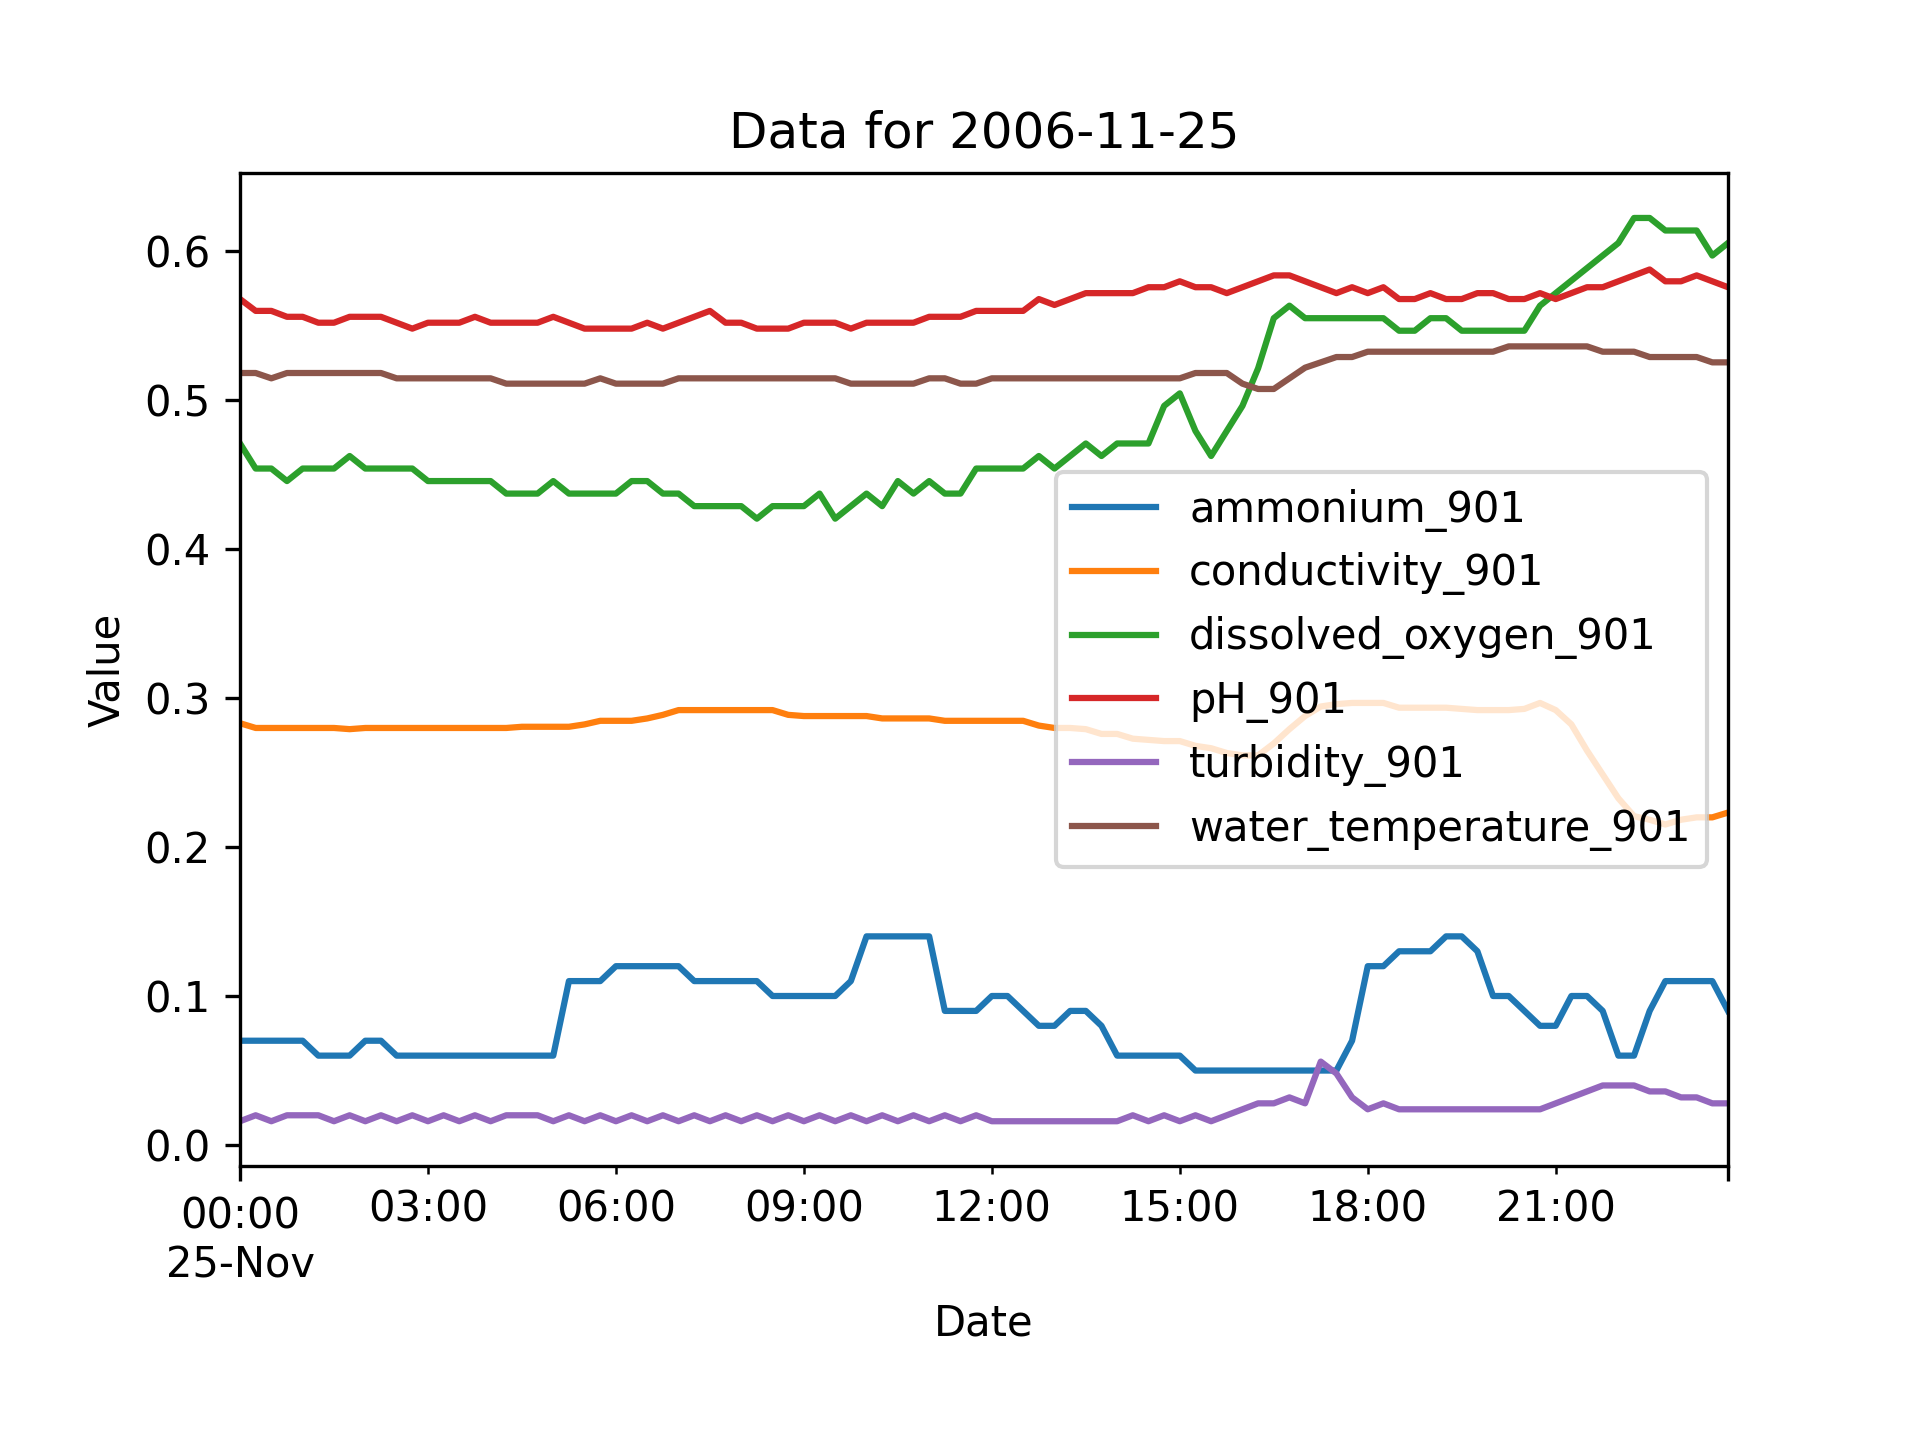 Data for 2006-11-25
Value
0.6
0.5
0.4
0.3
0.2
0.1
0.0
ammonium_901
conductivity_901
dissolved_oxygen_901
pH_901
turbidity_901
water_temperature_901
00:00 03:00 06:00 09:00 12:00 15:00 18:00 21:00
25-Nov
Date